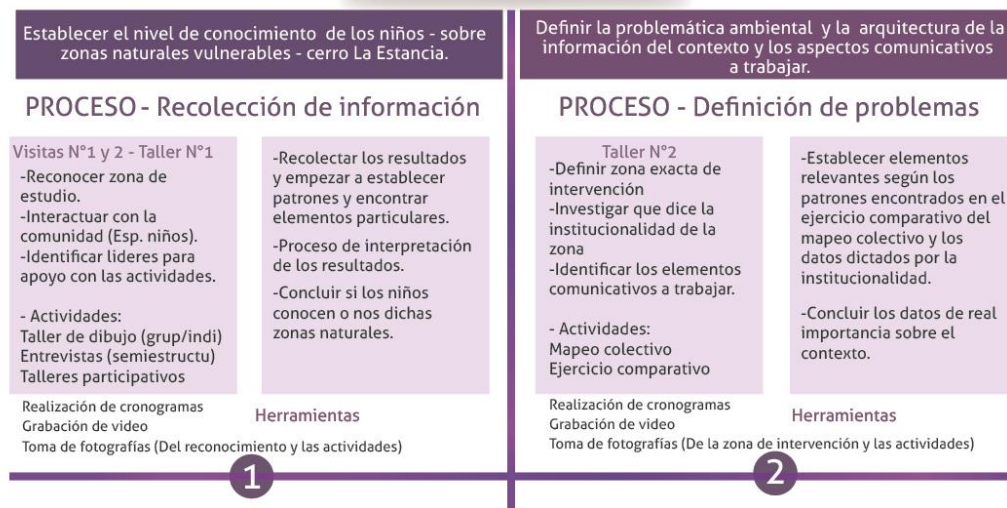 Establecer el nivel de conocimiento de los niños - sobre
zonas naturales vulnerables - cerro La Estancia.
PROCESO - Recolección de información
Visitas N°1 y 2 - Taller N°1
-Reconocer zona de
estudio.
-Interactuar con la
comunidad (Esp. niños).
-Identificar lideres para
apoyo con las actividades.
- Actividades:
Taller de dibujo (grup/indi)
Entrevistas (semiestructu)
Talleres participativos
-Recolectar los resultados
y empezar a establecer
patrones y encontrar
elementos particulares.
-Proceso de interpretación
de los resultados.
-Concluir si los niños
conocen o nos dichas
zonas naturales.
Realización de cronogramas
Grabación de video
Herramientas
Toma de fotografías (Del reconocimiento y las actividades)
1
Definir la problemática ambiental y la arquitectura de la
información del contexto y los aspectos comunicativos
a trabajar.
PROCESO - Definición de problemas
Taller N°2
-Definir zona exacta de
intervención
-Investigar que dice la
institucionalidad de la
zona
-Identificar los elementos
comunicativos a trabajar.
- Actividades:
Mapeo colectivo
Ejercicio comparativo
-Establecer elementos
relevantes según los
patrones encontrados en el
ejercicio comparativo del
mapeo colectivo y los
datos dictados por la
institucionalidad.
-Concluir los datos de real
importancia sobre el
contexto.
Realización de cronogramas
Grabación de video
Herramientas
Toma de fotografías (De la zona de intervención y las actividades)
2